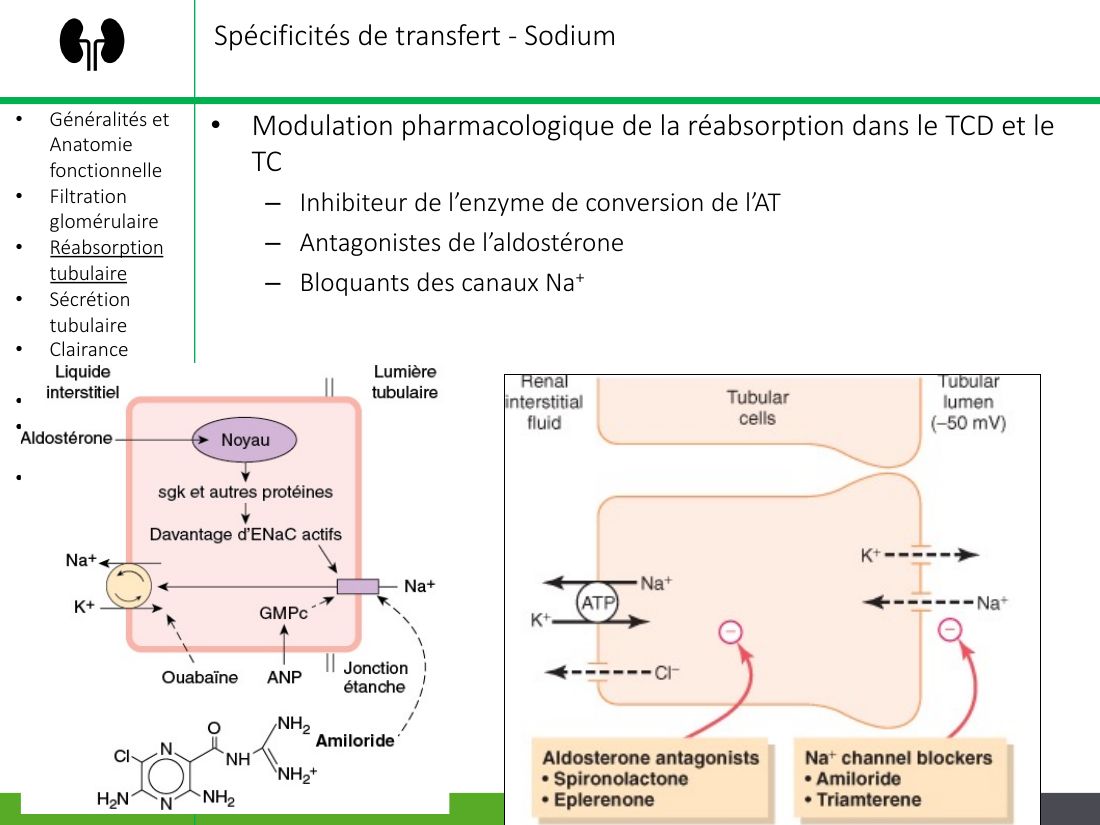 Spécificités de transfert - Sodium
• Généralités et
Anatomie
fonctionnelle
• Filtration
glomérulaire
• Réabsorption
tubulaire
• Sécrétion
tubulaire
• Clairance
•
•
•
• Modulation pharmacologique de la réabsorption dans le TCD et le
TC
– Inhibiteur de l’enzyme de conversion de l’AT
– Antagonistes de l’aldostérone
– Bloquants des canaux Na⁺
Liquide
interstitiel
Lumière
tubulaire
Aldostérone
Noyau
sgk et autres protéines
Davantage d’ENaC actifs
Na+
K+
Na+
GMPc
Ouabaïne
ANP
Jonction
étanche
Amiloride
O
NH₂
Cl
N
NH
NH₂⁺
H₂N
N
NH₂
Renal
interstitial
fluid
Tubular
cells
Tubular
lumen
(–50 mV)
K⁺
Na⁺
ATP
K⁺
Na⁺
–
–
Cl⁻
Aldosterone antagonists
• Spironolactone
• Eplerenone
Na⁺ channel blockers
• Amiloride
• Triamterene